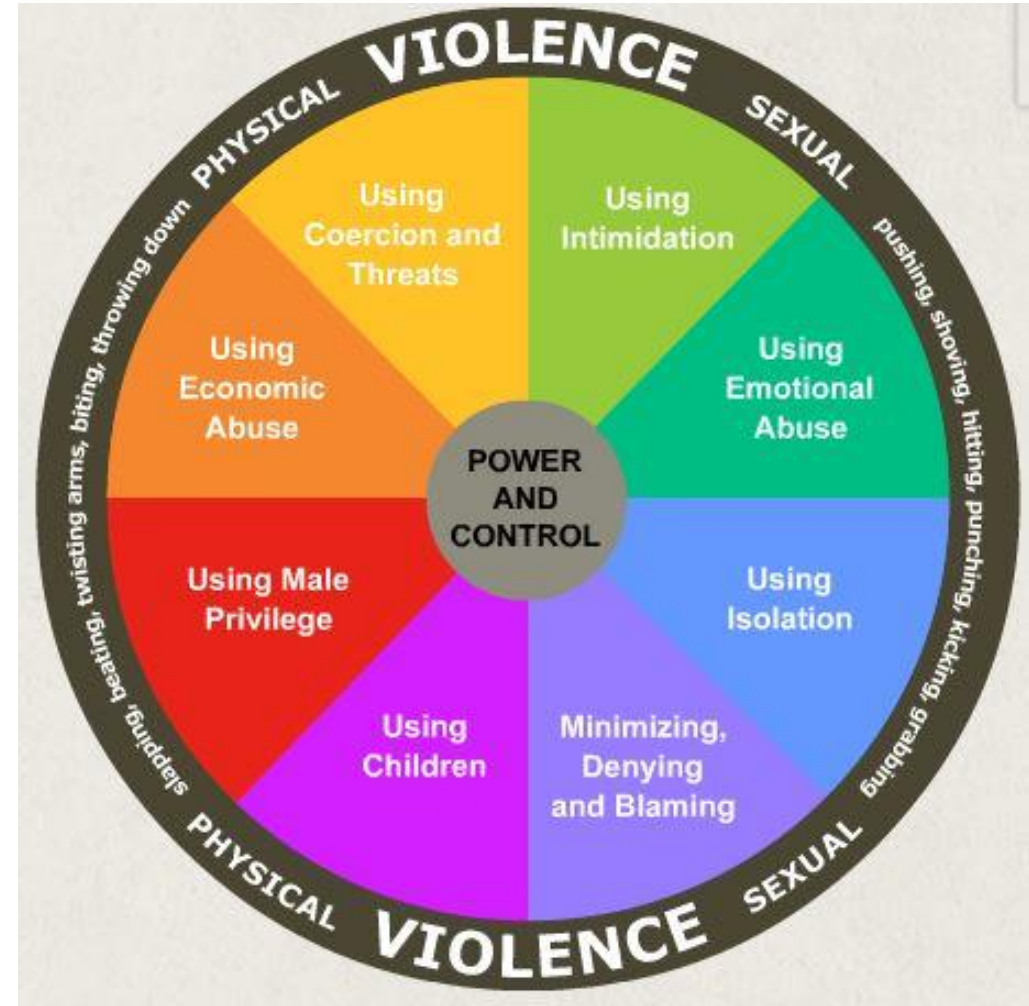 PHYSICAL VIOLENCE SEXUAL
pushing, shoving, hitting, punching, kicking, grabbing
slapping, beating, twisting arms, biting, throwing down
Using
Coercion and
Threats
Using
Intimidation
Using
Economic
Abuse
Using
Emotional
Abuse
POWER
AND
CONTROL
Using Male
Privilege
Using
Isolation
Using
Children
Minimizing,
Denying
and Blaming
PHYSICAL VIOLENCE SEXUAL